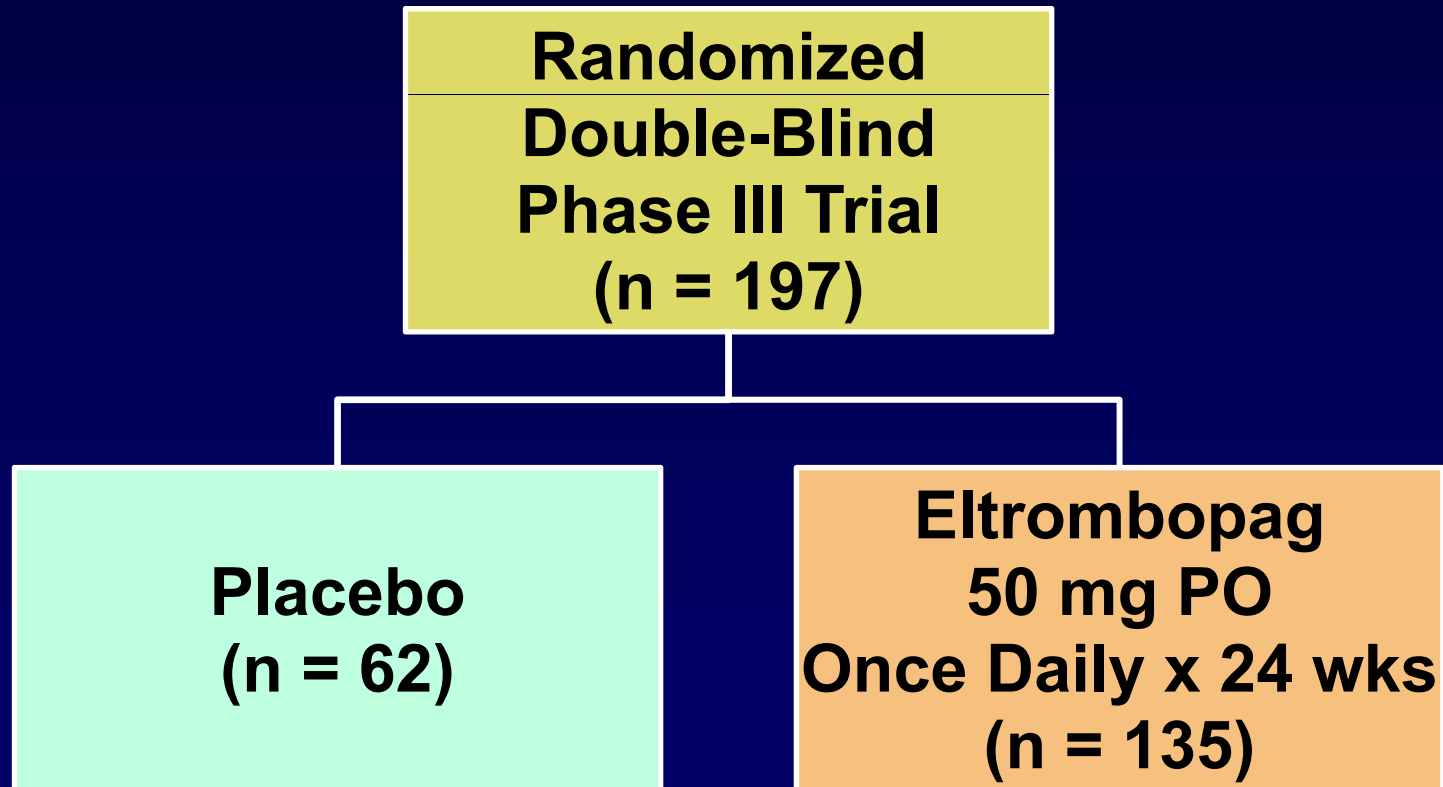 Randomized
Double-Blind
Phase III Trial
(n = 197)
Placebo
(n = 62)
Eltrombopag
50 mg PO
Once Daily x 24 wks
(n = 135)